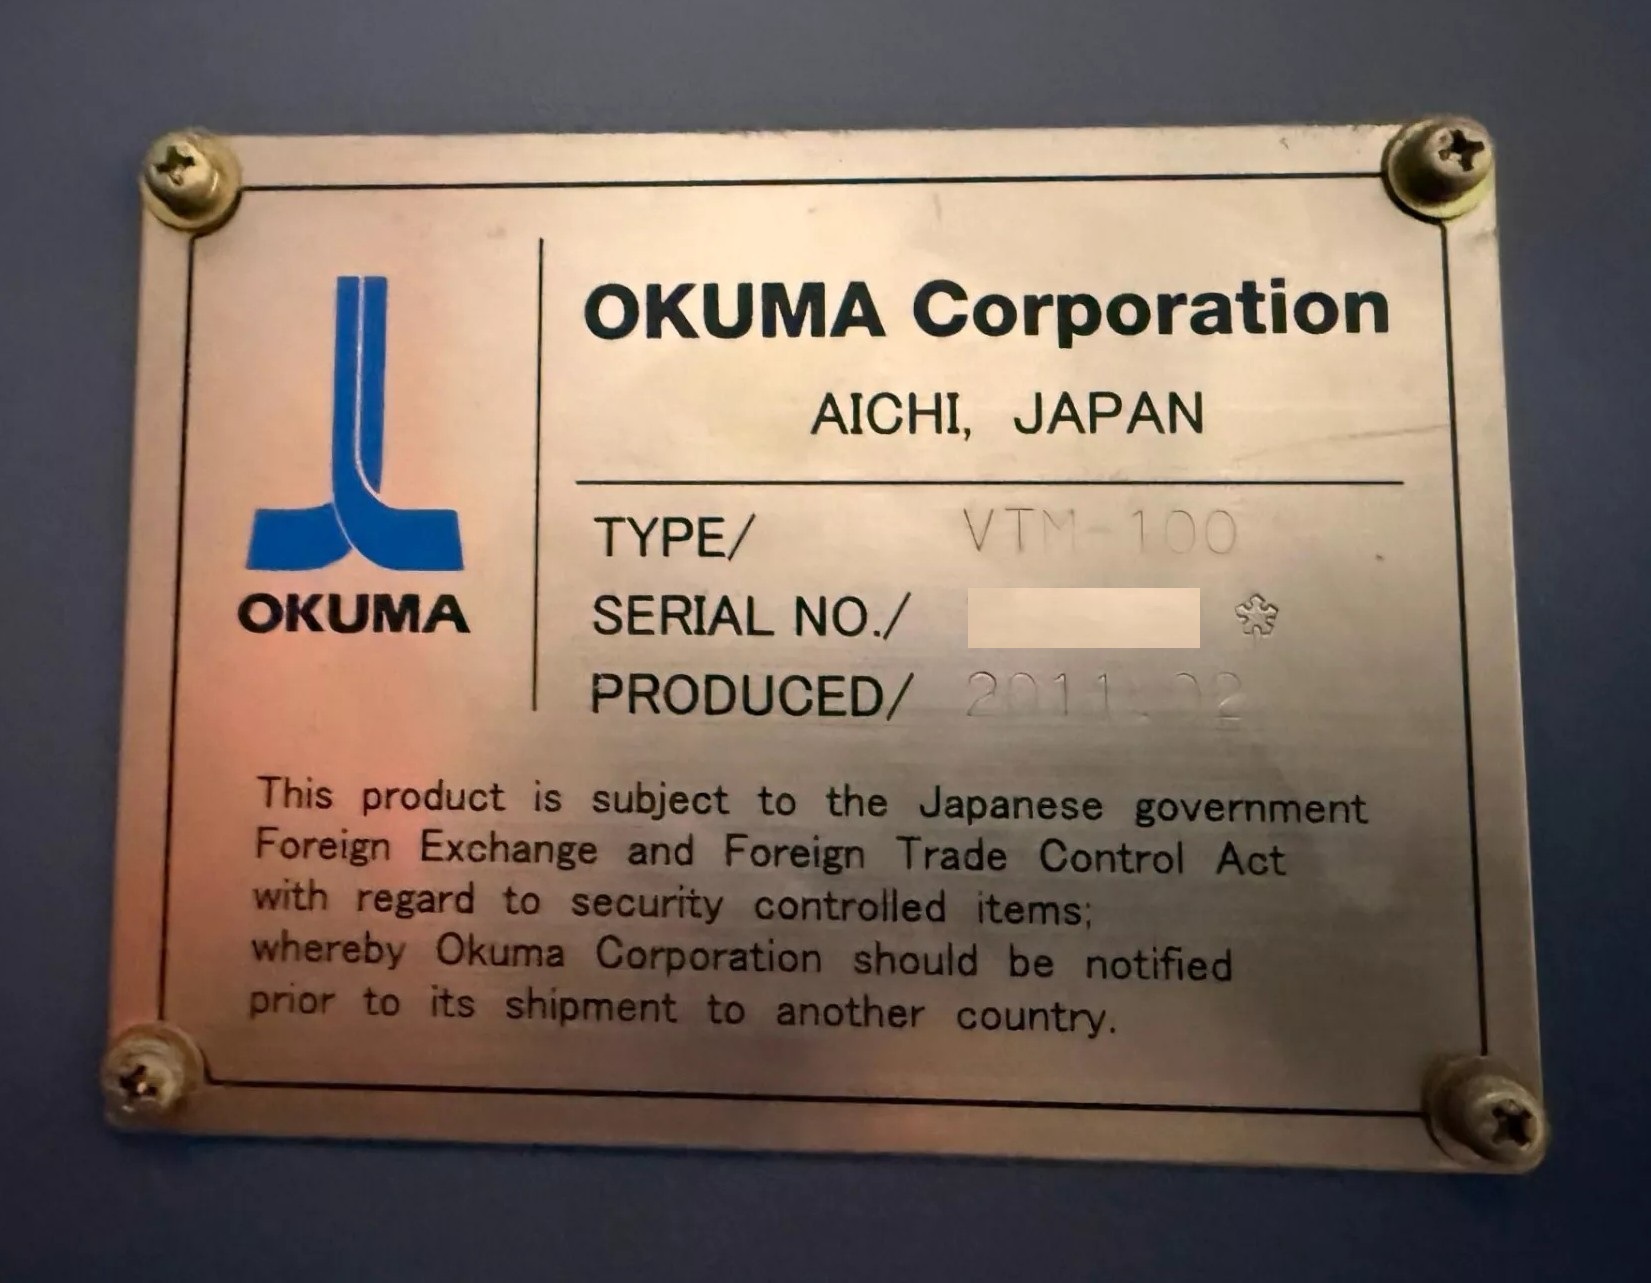 OKUMA
OKUMA Corporation
AICHI, JAPAN
TYPE/ VTM-100
SERIAL NO./ *
PRODUCED/ 2011.02
This product is subject to the Japanese government
Foreign Exchange and Foreign Trade Control Act
with regard to security controlled items;
whereby Okuma Corporation should be notified
prior to its shipment to another country.